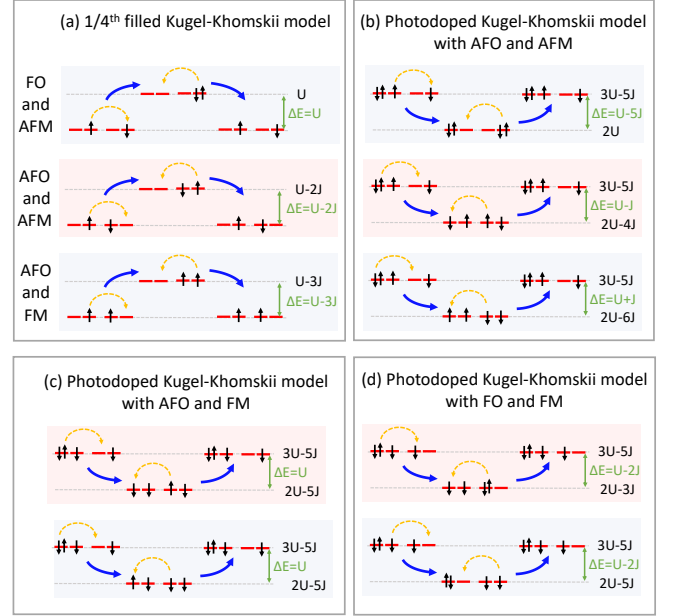 (a) 1/4th filled Kugel-Khomskii model
FO
and
AFM
U
ΔE=U
AFO
and
AFM
U-2J
ΔE=U-2J
AFO
and
FM
U-3J
ΔE=U-3J
(b) Photodoped Kugel-Khomskii model
with AFO and AFM
3U-5J
ΔE=U-5J
2U
3U-5J
ΔE=U-J
2U-4J
3U-5J
ΔE=U+J
2U-6J
(c) Photodoped Kugel-Khomskii model
with AFO and FM
3U-5J
ΔE=U
2U-5J
3U-5J
ΔE=U
2U-5J
(d) Photodoped Kugel-Khomskii model
with FO and FM
3U-5J
ΔE=U-2J
2U-3J
3U-5J
ΔE=U-2J
2U-5J